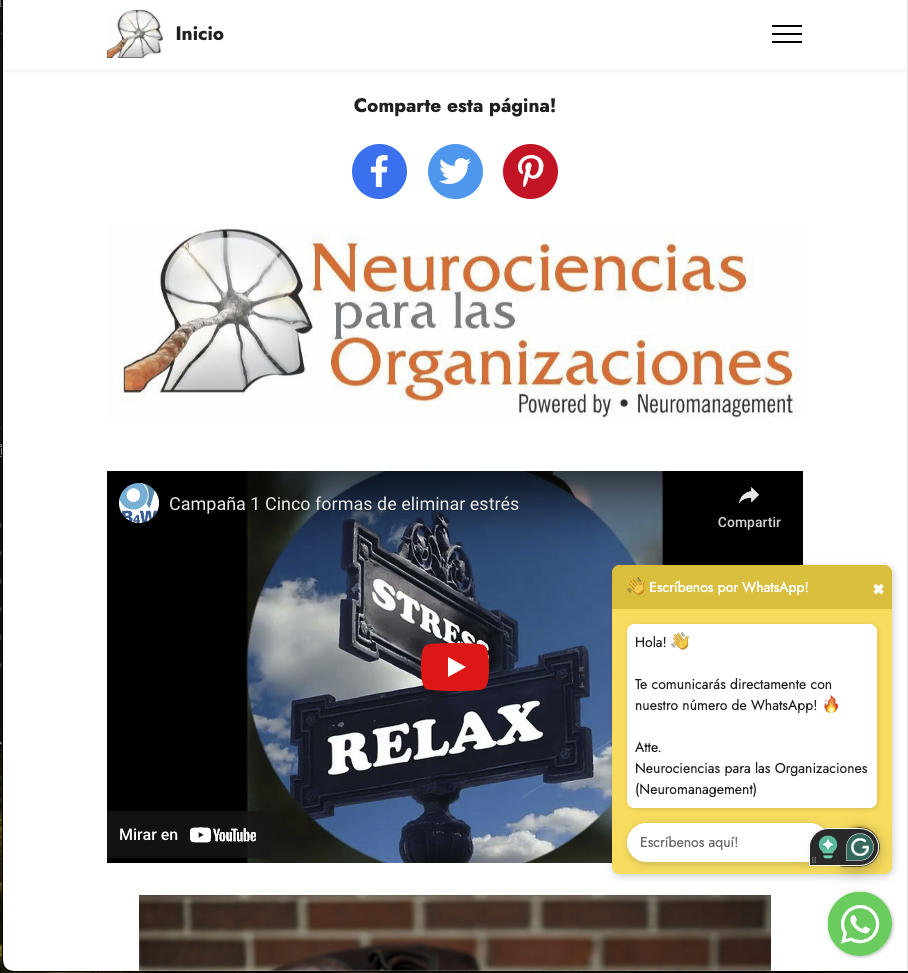 Inicio
Comparte esta página!
Neurociencias
para las
Organizaciones
Powered by • Neuromanagement
B4W
Campaña 1 Cinco formas de eliminar estrés
Compartir
STRESS
RELAX
Mirar en YouTube
👋 Escríbenos por WhatsApp!
Hola! 👋
Te comunicarás directamente con
nuestro número de WhatsApp! 🔥
Atte.
Neurociencias para las Organizaciones
(Neuromanagement)
Escríbenos aquí!